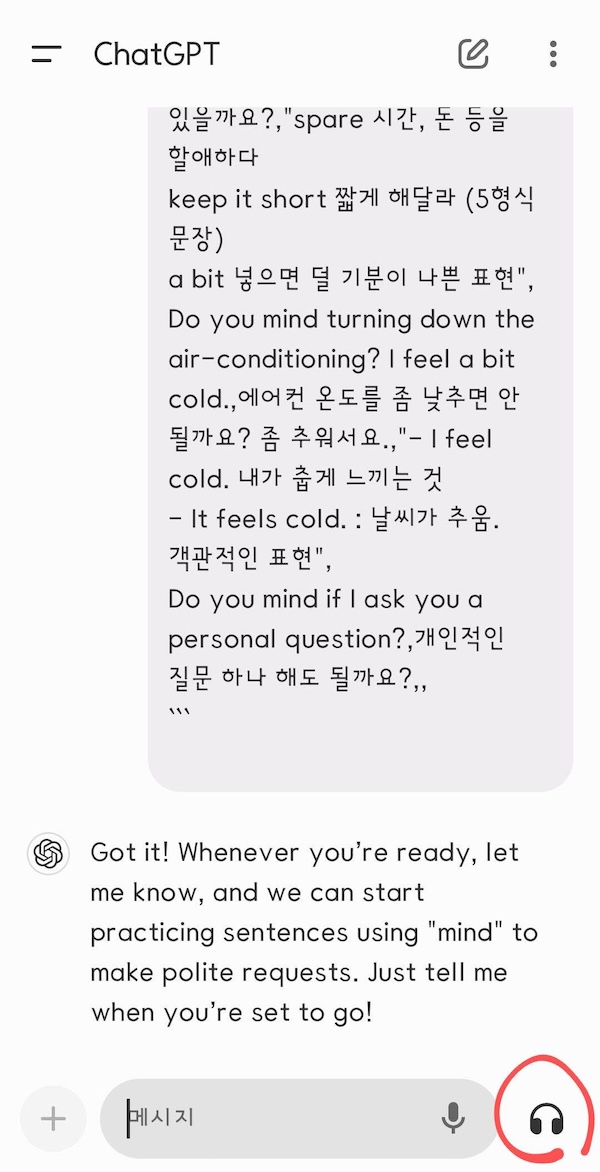 ChatGPT
있을까요?,"spare 시간, 돈 등을
할애하다
keep it short 짧게 해달라 (5형식
문장)
a bit 넣으면 덜 기분이 나쁜 표현",
Do you mind turning down the
air-conditioning? I feel a bit
cold.,에어컨 온도를 좀 낮추면 안
될까요? 좀 추워서요.,"- I feel
cold. 내가 춥게 느끼는 것
- It feels cold. : 날씨가 추움.
객관적인 표현",
Do you mind if I ask you a
personal question?,개인적인
질문 하나 해도 될까요?,,
```
Got it! Whenever you’re ready, let
me know, and we can start
practicing sentences using "mind" to
make polite requests. Just tell me
when you’re set to go!
메시지